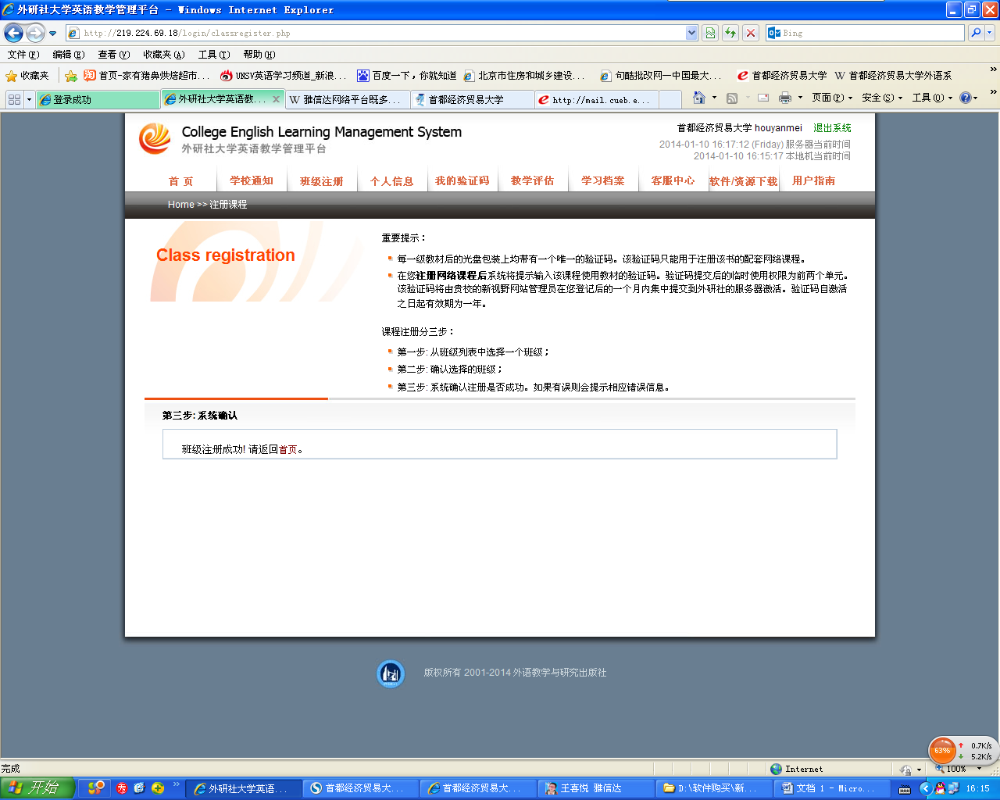 外研社大学英语教学管理平台 - Windows Internet Explorer
http://219.224.69.18/login/classregister.php
Bing
文件(F) 编辑(E) 查看(V) 收藏夹(A) 工具(T) 帮助(H)
收藏夹 首页-家有猪鼻烘焙超市... UNSV英语学习频道_新浪... 百度一下，你就知道 北京市住房和城乡建设... 句酷批改网—中国最大... 首都经济贸易大学 W 首都经济贸易大学外语系 »
登录成功 外研社大学英语教... W 雅信达网络平台既多... 首都经济贸易大学 http://mail.cueb.e... 页面(P) 安全(S) 工具(O) »
College English Learning Management System
外研社大学英语教学管理平台
首都经济贸易大学 houyanmei 退出系统
2014-01-10 16:17:12 (Friday) 服务器当前时间
2014-01-10 16:15:17 本地机当前时间
首 页 学校通知 班级注册 个人信息 我的验证码 教学评估 学习档案 客服中心 软件/资源下载 用户指南
Home >> 注册课程
Class registration
重要提示：
每一级教材后的光盘包装上均带有一个唯一的验证码。该验证码只能用于注册该书的配套网络课程。
在您注册网络课程后系统将提示输入该课程使用教材的验证码。验证码提交后的临时使用权限为前两个单元。
该验证码将由贵校的新视野网站管理员在您登记后的一个月内集中提交到外研社的服务器激活。验证码自激活
之日起有效期为一年。
课程注册分三步：
第一步: 从班级列表中选择一个班级；
第二步: 确认选择的班级；
第三步: 系统确认注册是否成功。如果有误则会提示相应错误信息。
第三步: 系统确认
班级注册成功! 请返回首页。
版权所有 2001-2014 外语教学与研究出版社
63% 0.7K/s
5.2K/s
完成 Internet 100%
开始 » 外研社大学英语... 首都经济贸易大... 首都经济贸易大... 王喜悦 雅信达 D:\软件购买\新... 文档 1 - Micro... 16:15